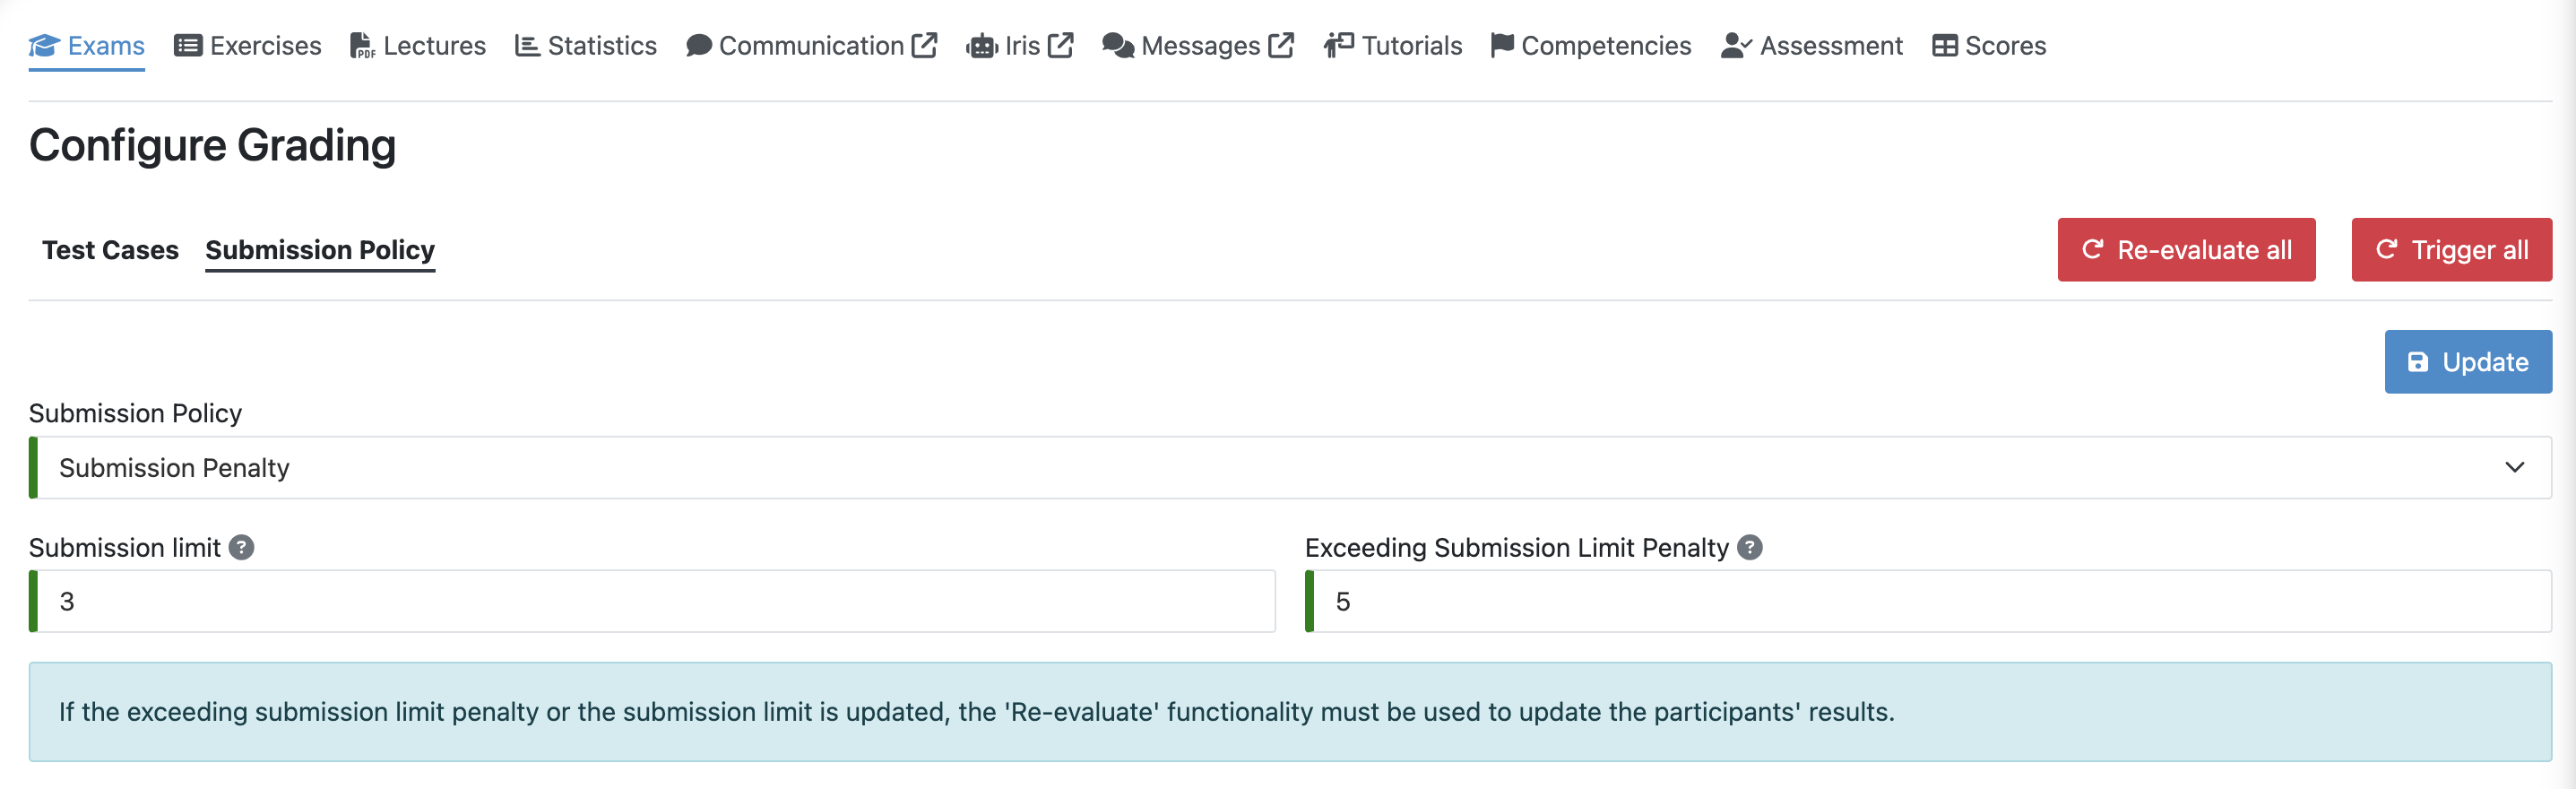 Exams Exercises Lectures Statistics Communication Iris Messages Tutorials Competencies Assessment Scores
Configure Grading
Test Cases Submission Policy Re-evaluate all Trigger all
Update
Submission Policy
Submission Penalty
Submission limit ? Exceeding Submission Limit Penalty ?
3 5
If the exceeding submission limit penalty or the submission limit is updated, the 'Re-evaluate' functionality must be used to update the participants' results.